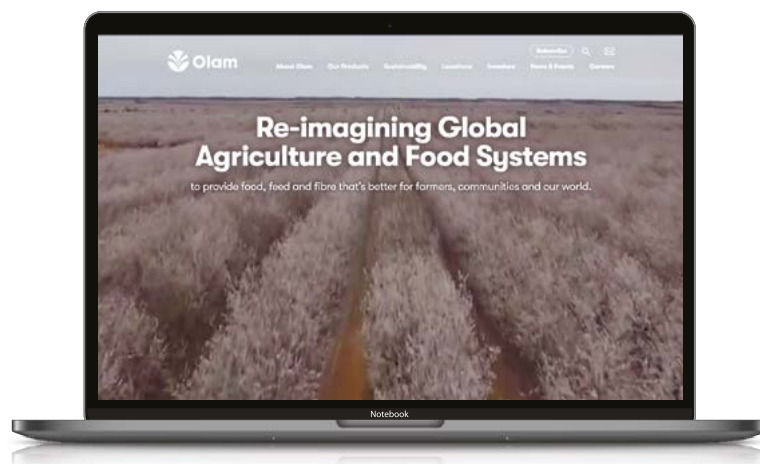 Subscribe
Olam
About Olam Our Products Sustainability Locations Investors News & Events Careers
Re-imagining Global
Agriculture and Food Systems
to provide food, feed and fibre that's better for farmers, communities and our world.
Notebook